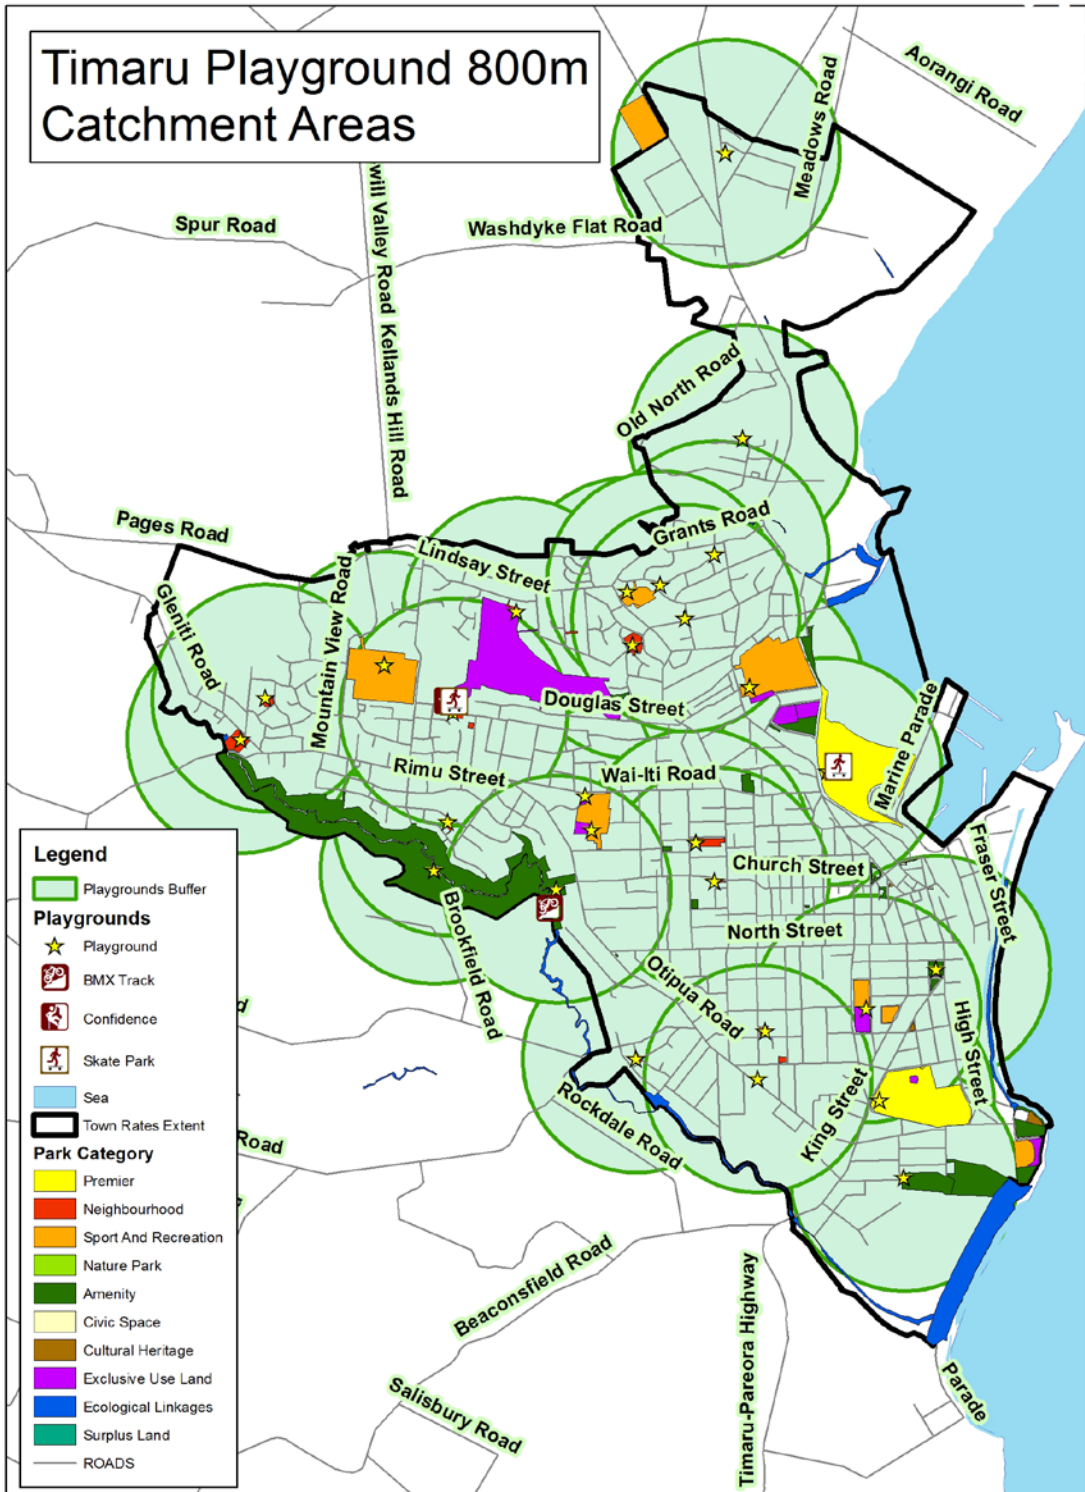 Timaru Playground 800m
Catchment Areas
Aorangi Road
Meadows Road
will Valley Road
Spur Road
Washdyke Flat Road
Kellands Hill Road
Old North Road
Pages Road
Grants Road
Lindsay Street
Gleniti Road
Mountain View Road
Douglas Street
Marine Parade
Rimu Street
Wai-Iti Road
Church Street
Fraser Street
North Street
Brookfield Road
Otipua Road
High Street
King Street
Rockdale Road
d
Road
Beaconsfield Road
Timaru-Pareora Highway
Salisbury Road
Parade
Legend
Playgrounds Buffer
Playgrounds
Playground
BMX Track
Confidence
Skate Park
Sea
Town Rates Extent
Park Category
Premier
Neighbourhood
Sport And Recreation
Nature Park
Amenity
Civic Space
Cultural Heritage
Exclusive Use Land
Ecological Linkages
Surplus Land
ROADS